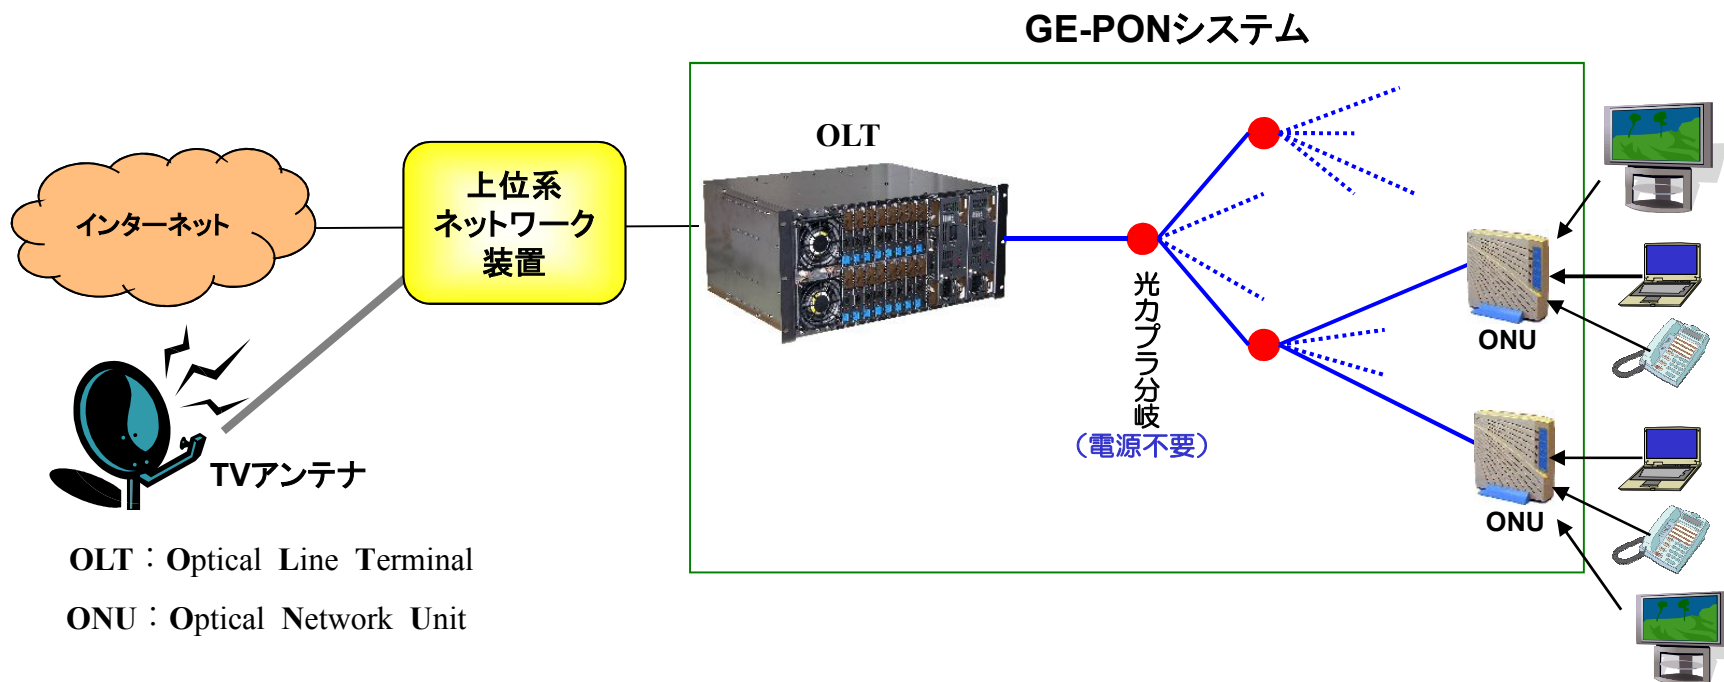 GE-PONシステム
OLT
インターネット
上位系
ネットワーク
装置
光カプラ分岐
（電源不要）
ONU
ONU
TVアンテナ
OLT：Optical Line Terminal
ONU：Optical Network Unit